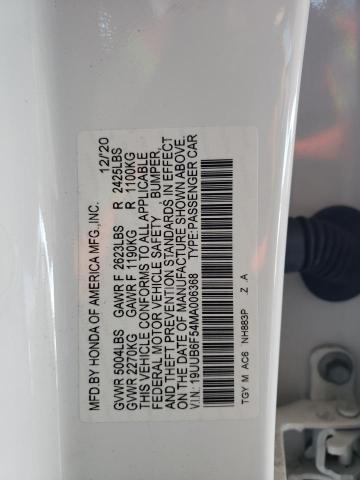 MFD.BY HONDA OF AMERICA MFG.,INC. 12/'20
GVWR 5004LBS GAWR F 2623LBS R 2425LBS
GVWR 2270KG GAWR F 1190KG R 1100KG
THIS VEHICLE CONFORMS TO ALL APPLICABLE
FEDERAL MOTOR VEHICLE SAFETY , BUMPER,
AND THEFT PREVENTION STANDARDS IN EFFECT
ON THE DATE OF MANUFACTURE SHOWN ABOVE.
V.I.N.: 19UUB6F54MA006368 TYPE:PASSENGER CAR
TGY M AC6 NH883P Z A